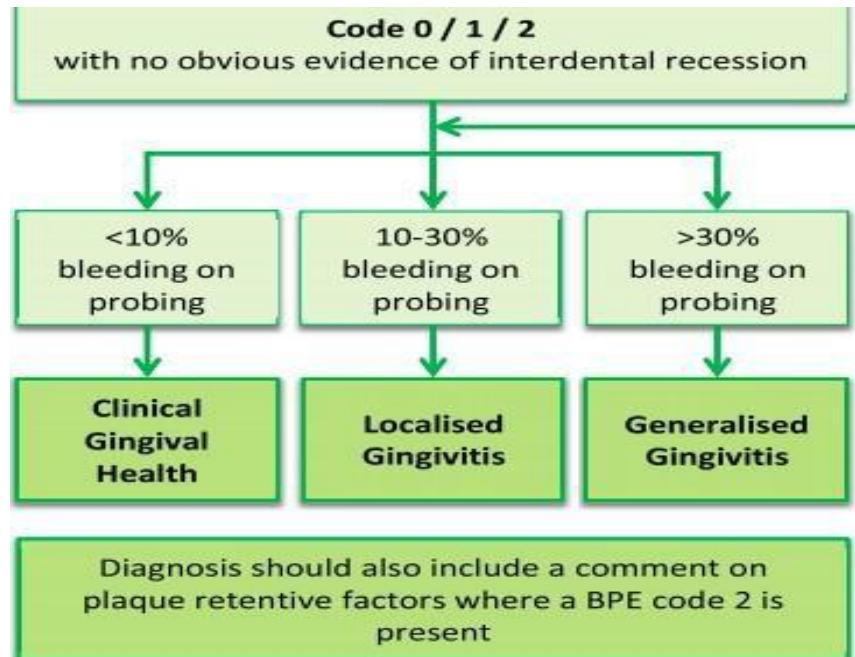 Code 0 / 1 / 2
with no obvious evidence of interdental recession
<10%
bleeding on
probing
10-30%
bleeding on
probing
>30%
bleeding on
probing
Clinical
Gingival
Health
Localised
Gingivitis
Generalised
Gingivitis
Diagnosis should also include a comment on
plaque retentive factors where a BPE code 2 is
present